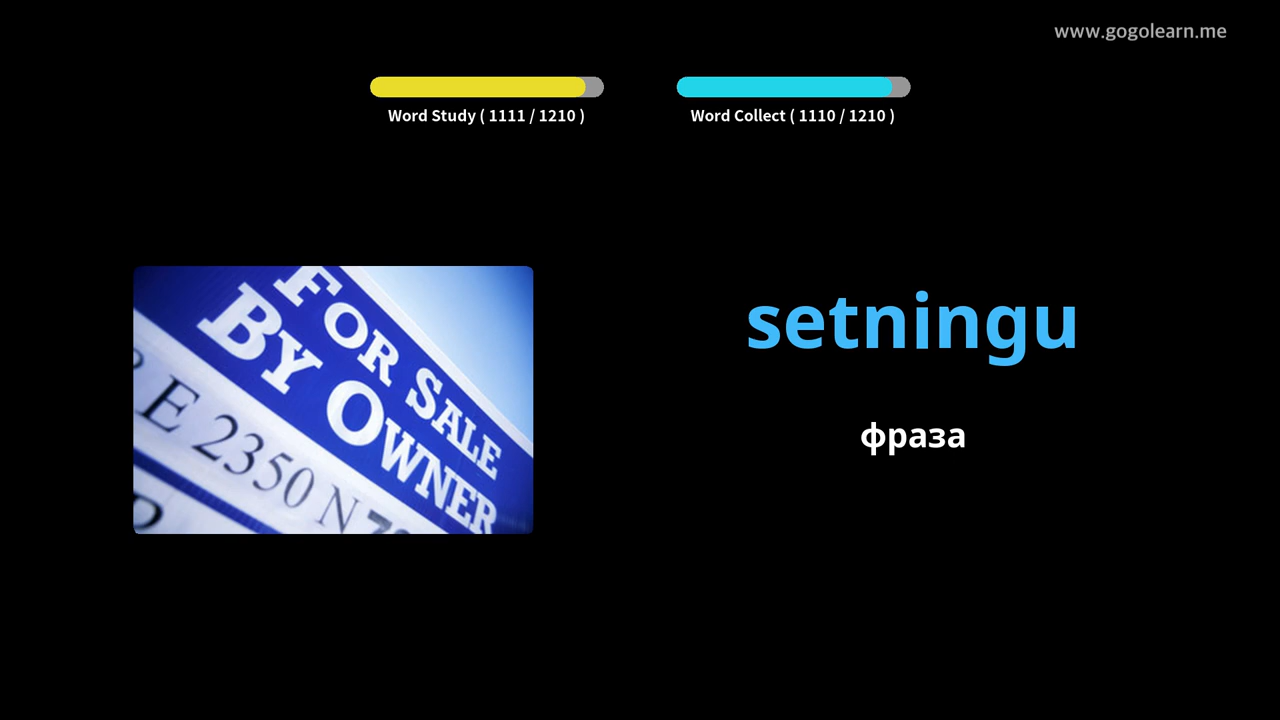 www.gogolearn.me
Word Study ( 1111 / 1210 )
Word Collect ( 1110 / 1210 )
FOR SALE
BY OWNER
E 2350 N
setningu
фраза